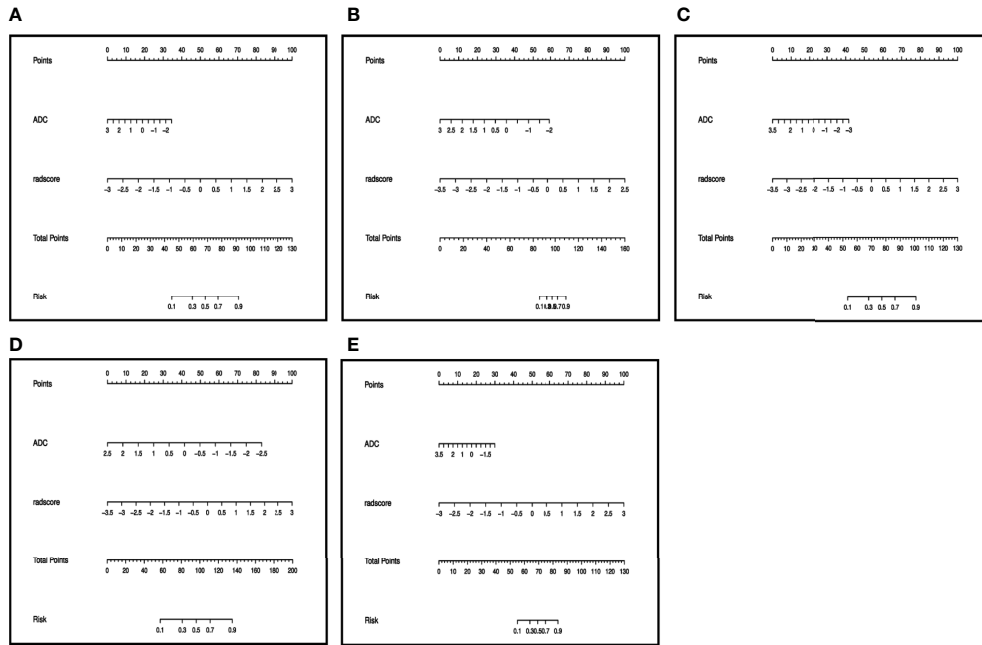 A
B
C
0 10 20 30 40 50 60 70 80 90 100
Points
ADC
3 2 1 0 -1 -2
radscore
-3 -2.5 -2 -1.5 -1 -0.5 0 0.5 1 1.5 2 2.5 3
Total Points
0 10 20 30 40 50 60 70 80 90 100 110 120 130
Risk
0.1 0.3 0.5 0.7 0.9
0 10 20 30 40 50 60 70 80 90 100
Points
ADC
3 2.5 2 1.5 1 0.5 0 -1 -2
radscore
-3.5 -3 -2.5 -2 -1.5 -1 -0.5 0 0.5 1 1.5 2 2.5
Total Points
0 20 40 60 80 100 120 140 160
Risk
0.1 0.7 0.9
0 10 20 30 40 50 60 70 80 90 100
Points
ADC
3.5 2 1 0 -1 -2 -3
radscore
-3.5 -3 -2.5 -2 -1.5 -1 -0.5 0 0.5 1 1.5 2 2.5 3
Total Points
0 10 20 30 40 50 60 70 80 90 100 110 120 130
Risk
0.1 0.3 0.5 0.7 0.9
D
E
0 10 20 30 40 50 60 70 80 90 100
Points
ADC
2.5 2 1.5 1 0.5 0 -0.5 -1 -1.5 -2 -2.5
radscore
-3.5 -3 -2.5 -2 -1.5 -1 -0.5 0 0.5 1 1.5 2 2.5 3
Total Points
0 20 40 60 80 100 120 140 160 180 200
Risk
0.1 0.3 0.5 0.7 0.9
0 10 20 30 40 50 60 70 80 90 100
Points
ADC
3.5 2 1 0 -1.5
radscore
-3 -2.5 -2 -1.5 -1 -0.5 0 0.5 1 1.5 2 2.5 3
Total Points
0 10 20 30 40 50 60 70 80 90 100 110 120 130
Risk
0.1 0.3 0.5 0.7 0.9